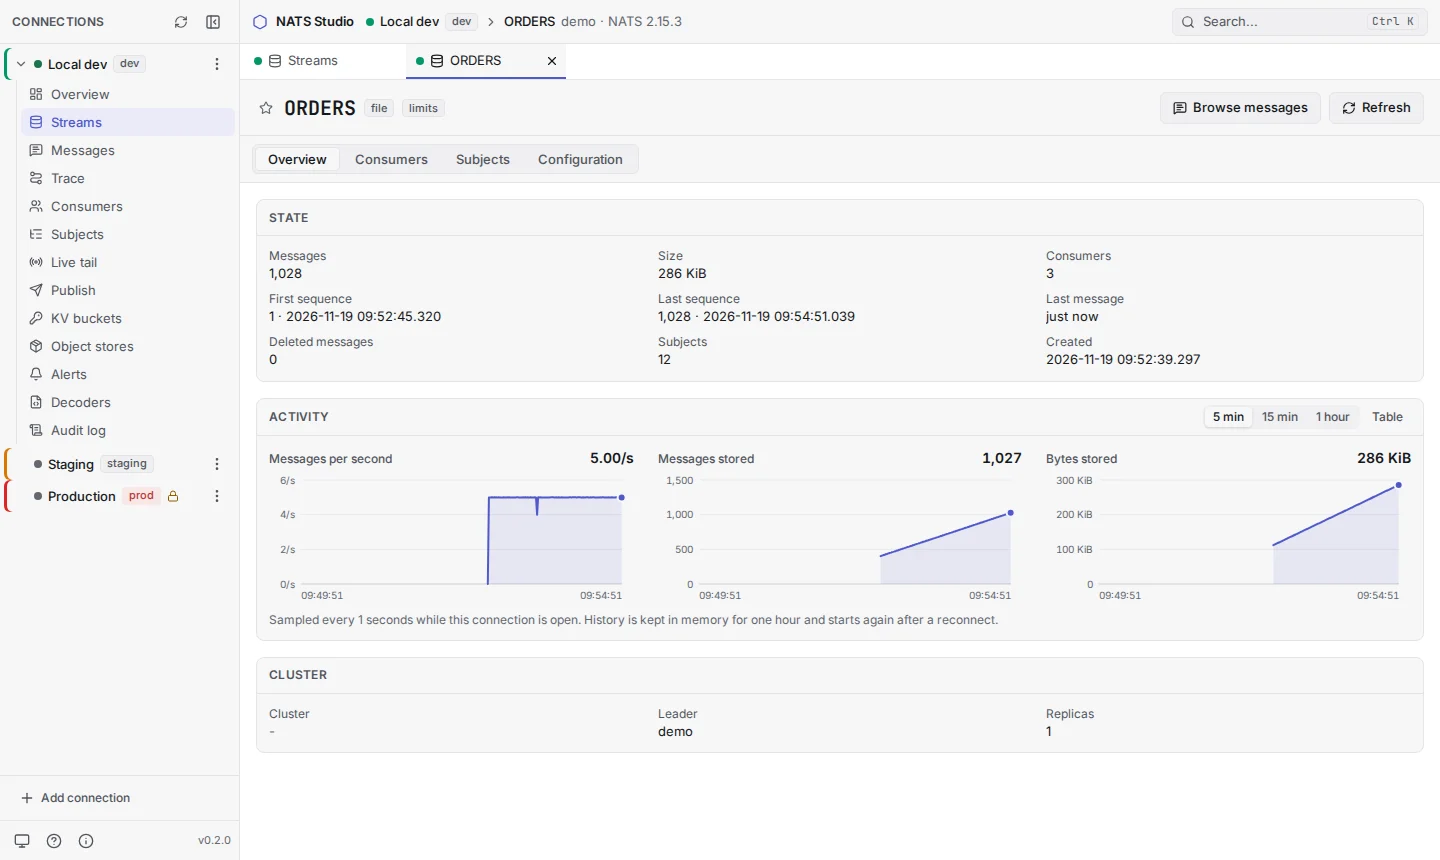 CONNECTIONS
NATS Studio Local dev dev ORDERS demo · NATS 2.15.3
Search... Ctrl K
Local dev dev
Overview
Streams
Messages
Trace
Consumers
Subjects
Live tail
Publish
KV buckets
Object stores
Alerts
Decoders
Audit log
Staging staging
Production prod
Add connection
v0.2.0
Streams ORDERS
ORDERS file limits
Browse messages Refresh
Overview Consumers Subjects Configuration
STATE
Messages Size Consumers
1,028 286 KiB 3
First sequence Last sequence Last message
1 · 2026-11-19 09:52:45.320 1,028 · 2026-11-19 09:54:51.039 just now
Deleted messages Subjects Created
0 12 2026-11-19 09:52:39.297
ACTIVITY 5 min 15 min 1 hour Table
Messages per second 5.00/s
6/s
4/s
2/s
0/s
09:49:51 09:54:51
Messages stored 1,027
1,500
1,000
500
0
09:49:51 09:54:51
Bytes stored 286 KiB
300 KiB
200 KiB
100 KiB
0
09:49:51 09:54:51
Sampled every 1 seconds while this connection is open. History is kept in memory for one hour and starts again after a reconnect.
CLUSTER
Cluster Leader Replicas
- demo 1